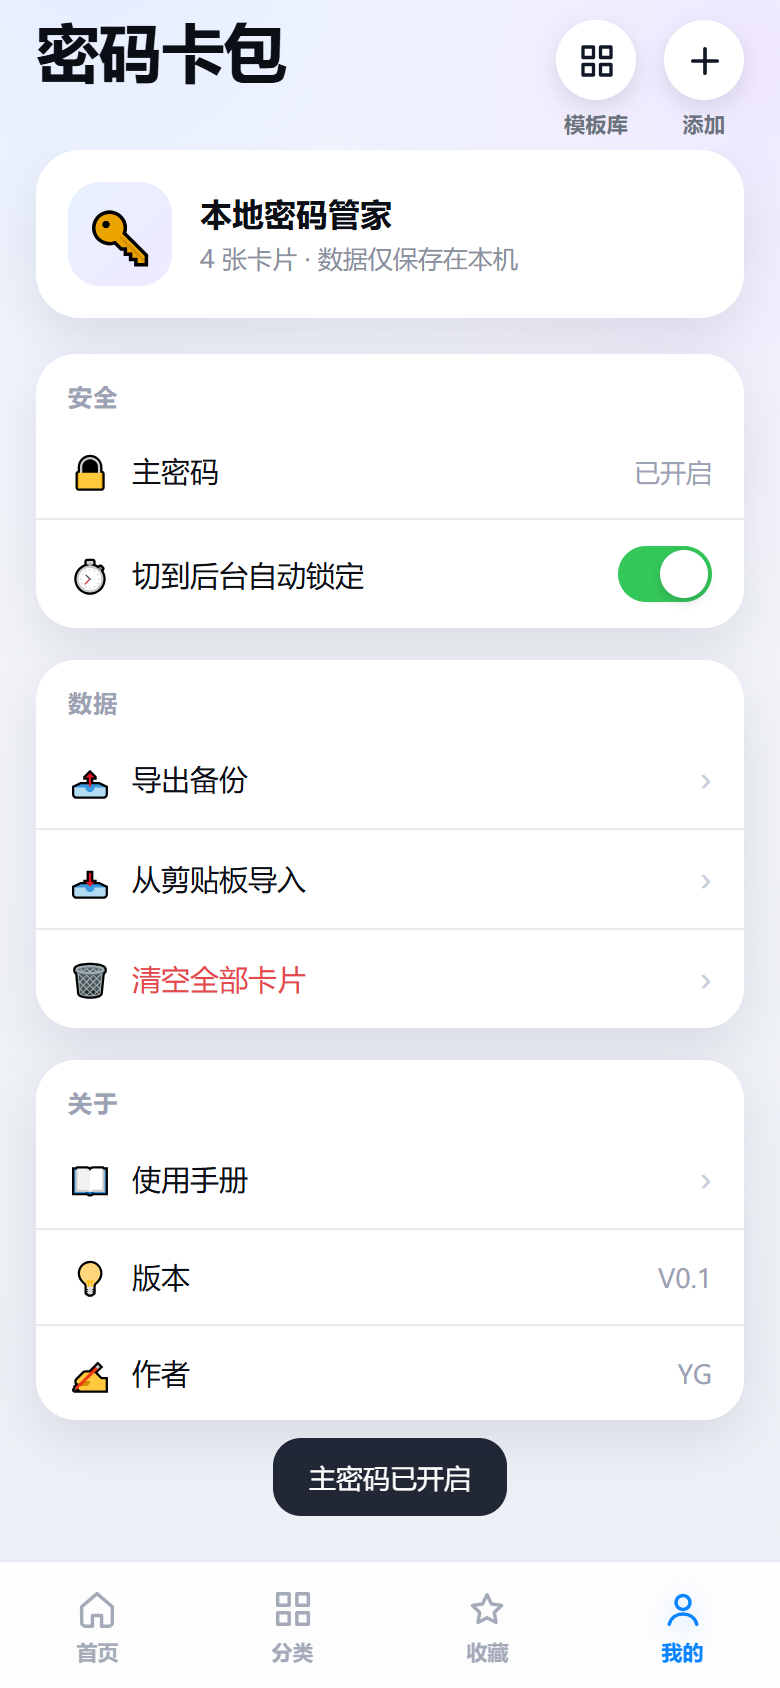 密码卡包
模板库
添加
本地密码管家
4 张卡片 · 数据仅保存在本机
安全
主密码
已开启
切到后台自动锁定
数据
导出备份
从剪贴板导入
清空全部卡片
关于
使用手册
版本
V0.1
作者
YG
主密码已开启
首页
分类
收藏
我的